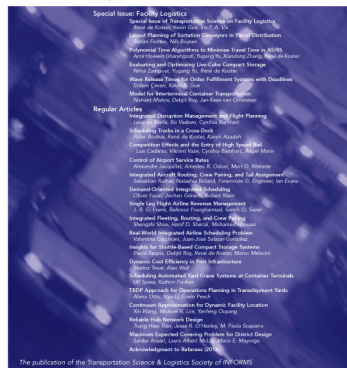 Special Issue: Facility Logistics
Special Issue of Transportation Science on Facility Logistics
René de Koster, Kevin Gue, Iris F. A. Vis
Layout Planning of Sortation Conveyors in Parcel Distribution
Stefan Fedtke, Nils Boysen
Polynomial Time Algorithms to Minimize Travel Time in AS/RS
Amir Hossein Gharehgozli, Yugang Yu, Xiandong Zhang, René de Koster
Evaluating and Optimizing Live-Cube Compact Storage
Nima Zaerpour, Yugang Yu, René de Koster
Wave Release Times for Order Fulfillment Systems with Deadlines
Erdem Çeven, Kevin R. Gue
Model for Interterminal Container Transportation
Nishant Mishra, Debjit Roy, Jan-Kees van Ommeren
Regular Articles
Integrated Disruption Management and Flight Planning
Lavanya Marla, Bo Vaaben, Cynthia Barnhart
Scheduling Trucks in a Cross-Dock
Peter Bodnar, René de Koster, Kaveh Azadeh
Competition Effects and the Entry of High Speed Rail
Luis Cadarso, Vikrant Vaze, Cynthia Barnhart, Ángel Marín
Control of Airport Service Rates
Alexandre Jacquillat, Amedeo R. Odoni, Mort D. Webster
Integrated Aircraft Routing, Crew Pairing, and Tail Assignment
Sebastian Ruther, Natashia Boland, Faramroze G. Engineer, Ian Evans
Demand-Oriented Integrated Scheduling
Olivier Faust, Jochen Gönsch, Robert Klein
Single Leg Flight Airline Revenue Management
J. B. G. Frenk, Behrooz Pourghannad, Semih O. Sezer
Integrated Fleeting, Routing, and Crew Pairing
Shengzhi Shao, Hanif D. Sherali, Mohamed Haouari
Real-World Integrated Airline Scheduling Problem
Valentina Cacchiani, Juan-José Salazar-González
Insights for Shuttle-Based Compact Storage Systems
Elena Tappia, Debjit Roy, René de Koster, Marco Melacini
Dynamic Cost Efficiency in Port Infrastructure
Beatriz Tovar, Alan Wall
Scheduling Automated Yard Crane Systems at Container Terminals
Ulf Speer, Kathrin Fischer
TBDP Approach for Operations Planning in Transshipment Yards
Alena Otto, Xiyu Li, Erwin Pesch
Continuum Approximation for Dynamic Facility Location
Xin Wang, Michael K. Lim, Yanfeng Ouyang
Reliable Hub Network Design
Trung Hieu Tran, Jesse R. O'Hanley, M. Paola Scaparra
Maximum Expected Covering Problem for District Design
Sardar Ansari, Laura Albert McLay, Maria E. Mayorga
Acknowledgment to Referees (2016)
The publication of the Transportation Science & Logistics Society of INFORMS